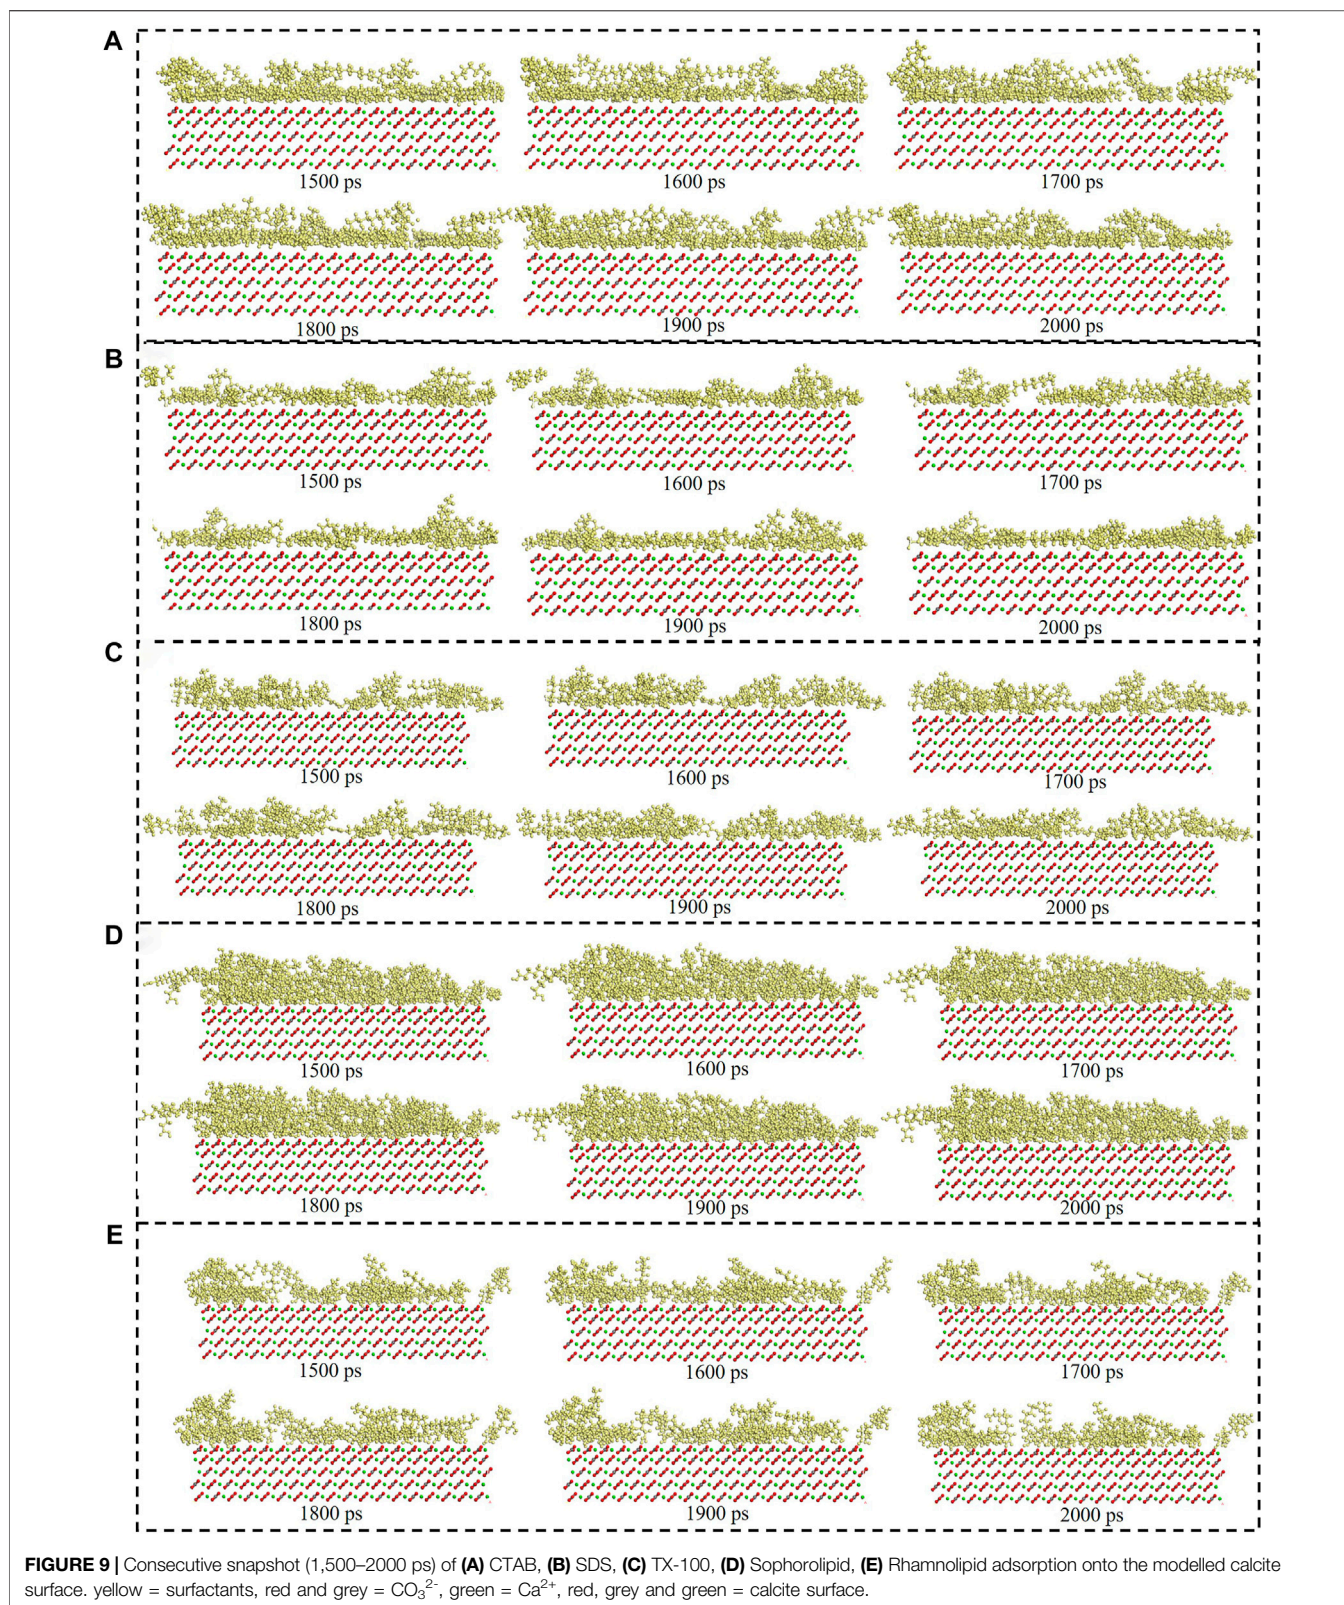 A
1500 ps
1600 ps
1700 ps
1800 ps
1900 ps
2000 ps
B
1500 ps
1600 ps
1700 ps
1800 ps
1900 ps
2000 ps
C
1500 ps
1600 ps
1700 ps
1800 ps
1900 ps
2000 ps
D
1500 ps
1600 ps
1700 ps
1800 ps
1900 ps
2000 ps
E
1500 ps
1600 ps
1700 ps
1800 ps
1900 ps
2000 ps
FIGURE 9 | Consecutive snapshot (1,500–2000 ps) of (A) CTAB, (B) SDS, (C) TX-100, (D) Sophorolipid, (E) Rhamnolipid adsorption onto the modelled calcite
surface. yellow = surfactants, red and grey = CO₃²⁻, green = Ca²⁺, red, grey and green = calcite surface.